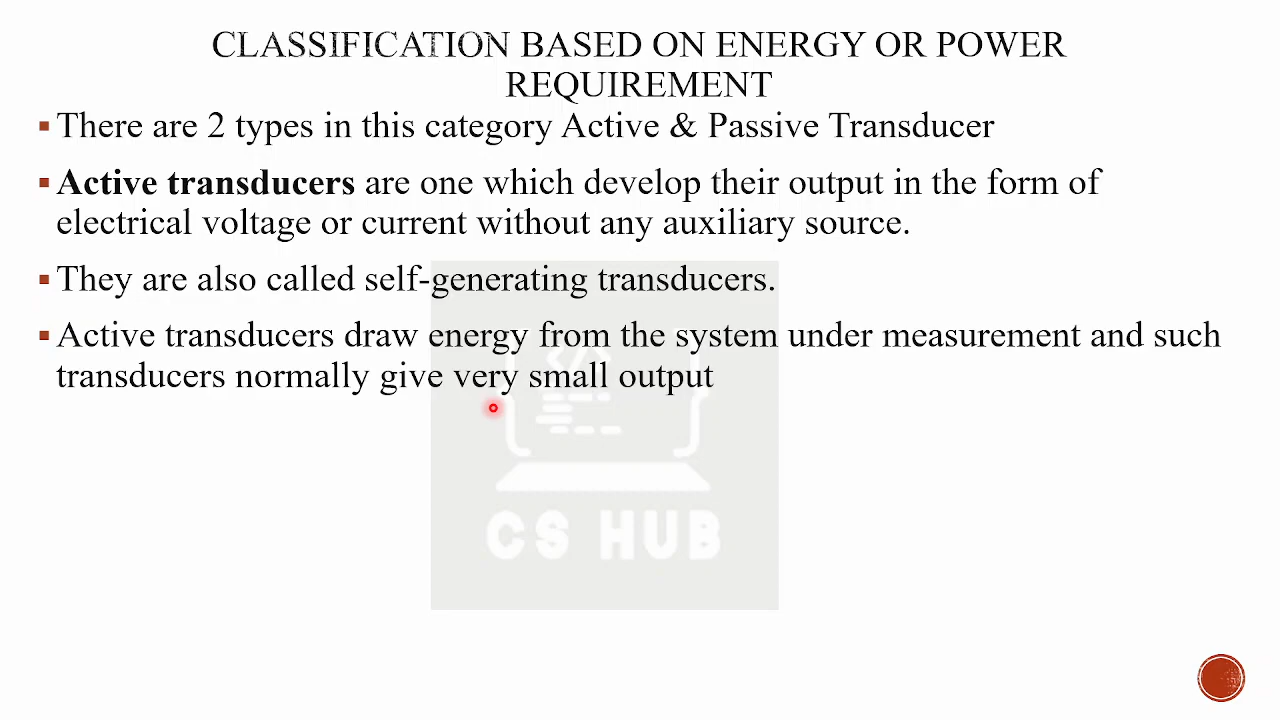 CLASSIFICATION BASED ON ENERGY OR POWER
REQUIREMENT
There are 2 types in this category Active & Passive Transducer
Active transducers are one which develop their output in the form of
electrical voltage or current without any auxiliary source.
They are also called self-generating transducers.
Active transducers draw energy from the system under measurement and such
transducers normally give very small output
</>
CS HUB